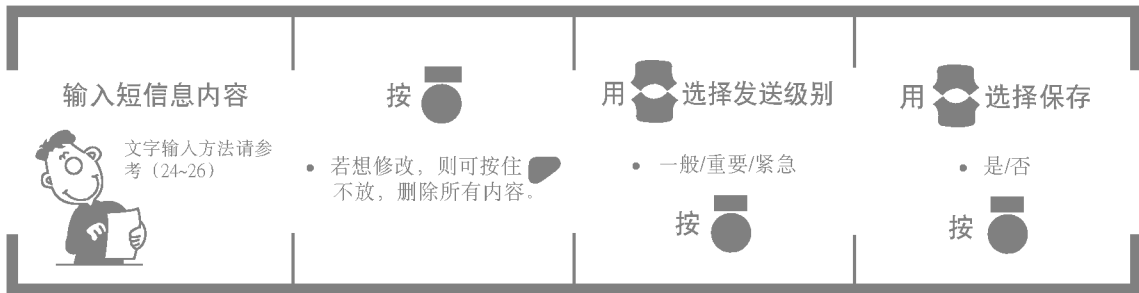 输入短信息内容
文字输入方法请参
考（24~26）
按
• 若想修改，则可按住
不放，删除所有内容。
用 选择发送级别
• 一般/重要/紧急
按
用 选择保存
• 是/否
按